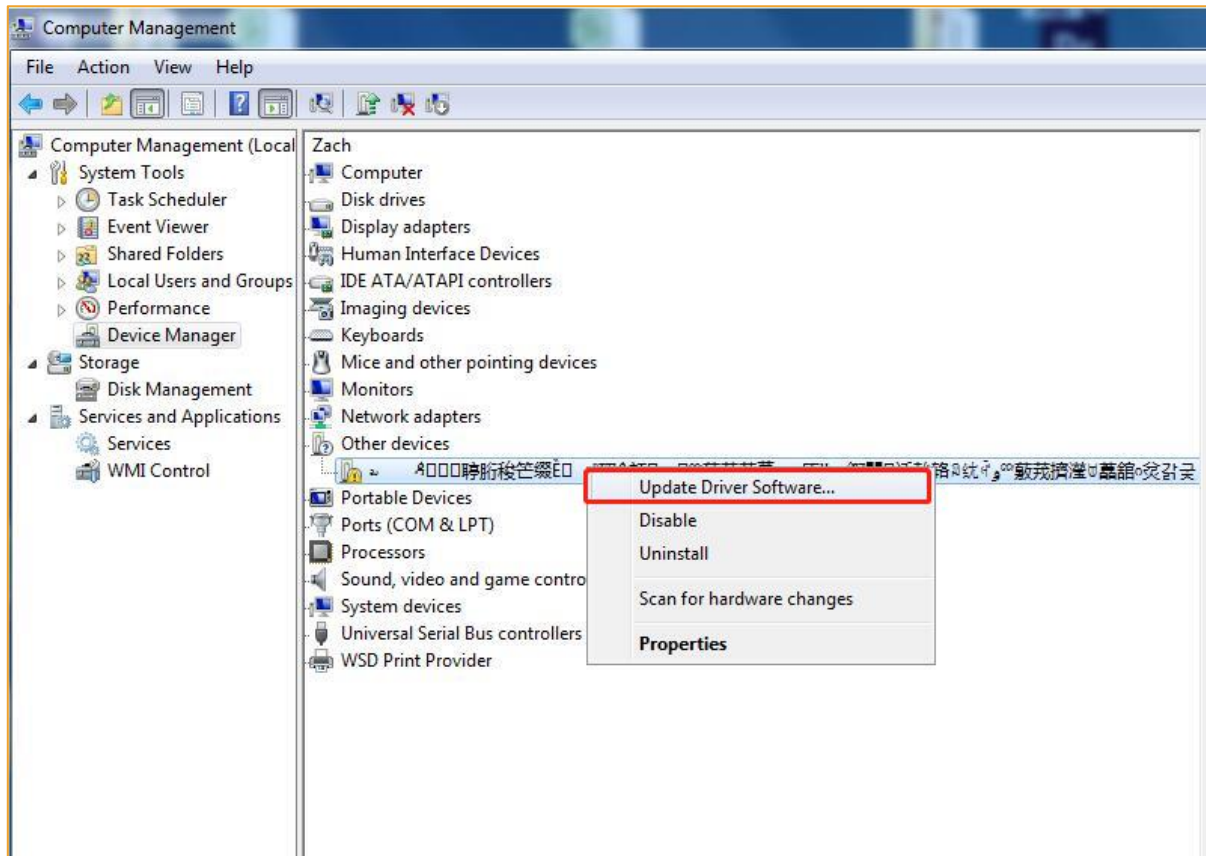 Computer Management
File Action View Help
Computer Management (Local
System Tools
Task Scheduler
Event Viewer
Shared Folders
Local Users and Groups
Performance
Device Manager
Storage
Disk Management
Services and Applications
Services
WMI Control
Zach
Computer
Disk drives
Display adapters
Human Interface Devices
IDE ATA/ATAPI controllers
Imaging devices
Keyboards
Mice and other pointing devices
Monitors
Network adapters
Other devices
Portable Devices
Ports (COM & LPT)
Processors
Sound, video and game contro
System devices
Universal Serial Bus controllers
WSD Print Provider
Update Driver Software...
Disable
Uninstall
Scan for hardware changes
Properties